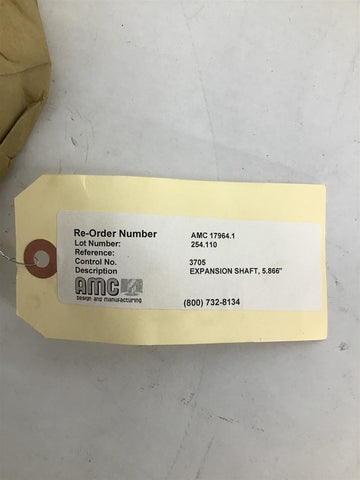 Re-Order Number AMC 17964.1
Lot Number: 254.110
Reference:
Control No. 3705
Description EXPANSION SHAFT, 5.866"
AMC
design and manufacturing
(800) 732-8134